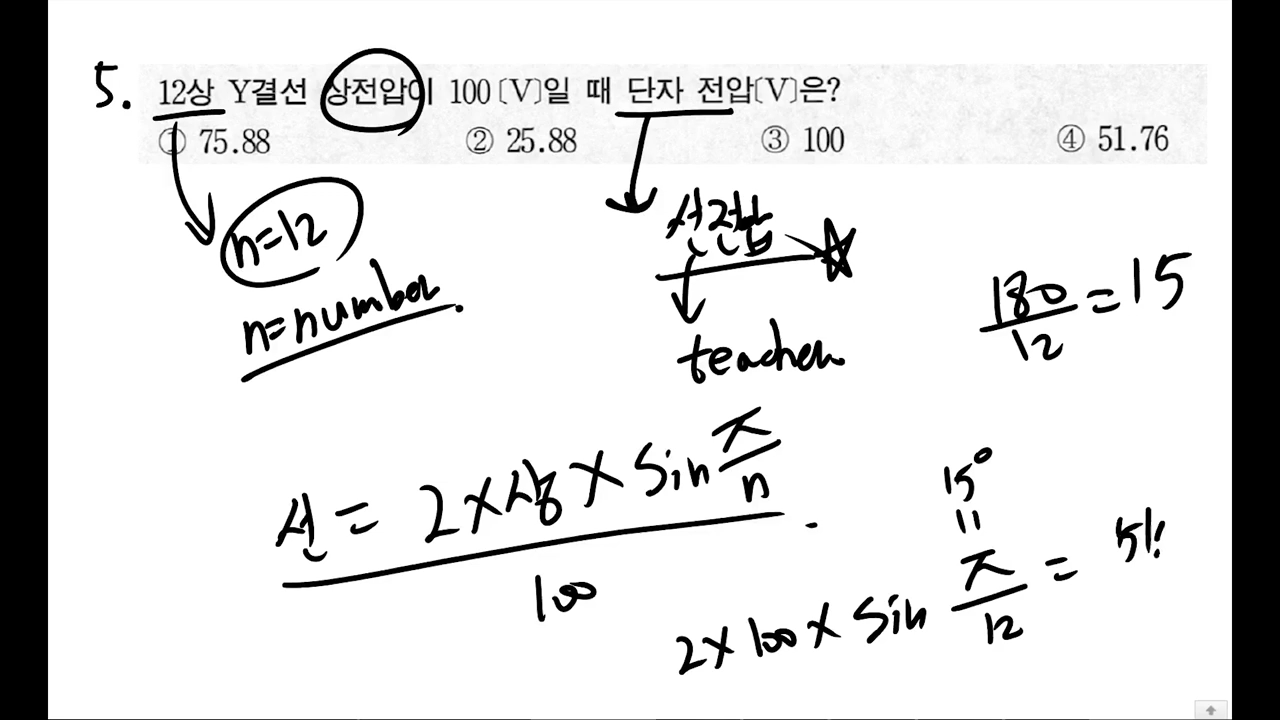 5. 12상 Y결선 상전압이 100〔V〕일 때 단자 전압〔V〕은?
① 75.88 ② 25.88 ③ 100 ④ 51.76
n=12
n=number.
선전압
teacher.
180/12 = 15
선 = 2×상×sin π/n
100
15°
=
2×100×sin π/12 = 51.